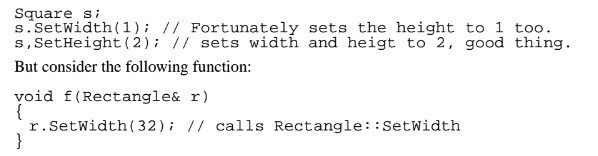 Square s;
s.SetWidth(1); // Fortunately sets the height to 1 too.
s,SetHeight(2); // sets width and heigt to 2, good thing.
But consider the following function:
void f(Rectangle& r)
{
r.SetWidth(32); // calls Rectangle::SetWidth
}